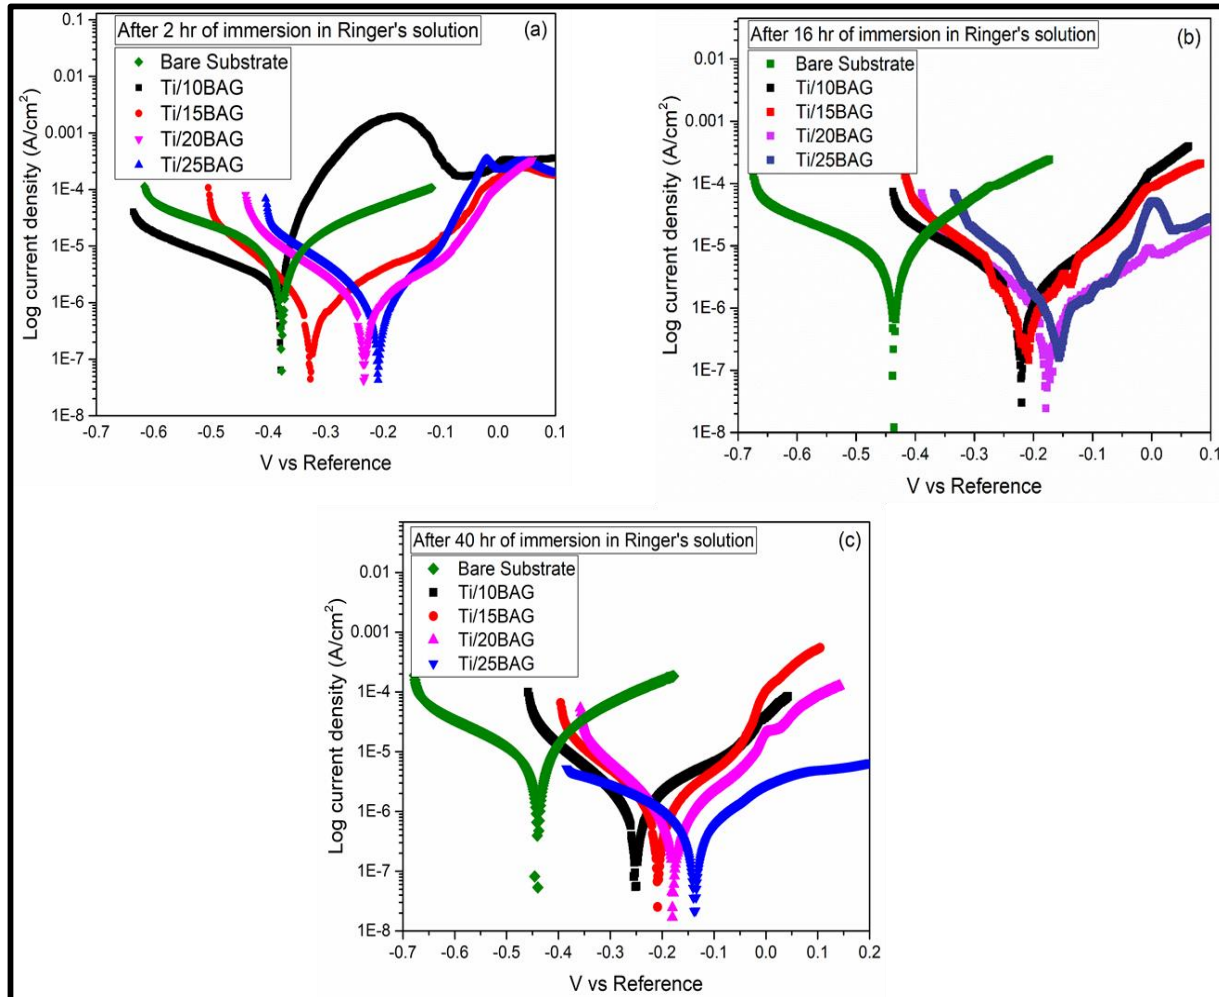 After 2 hr of immersion in Ringer's solution
(a)
Bare Substrate
Ti/10BAG
Ti/15BAG
Ti/20BAG
Ti/25BAG
Log current density (A/cm²)
0.1
0.01
0.001
1E-4
1E-5
1E-6
1E-7
1E-8
-0.7 -0.6 -0.5 -0.4 -0.3 -0.2 -0.1 0.0 0.1
V vs Reference
After 16 hr of immersion in Ringer's solution
(b)
Bare Substrate
Ti/10BAG
Ti/15BAG
Ti/20BAG
Ti/25BAG
Log current density (A/cm²)
0.01
0.001
1E-4
1E-5
1E-6
1E-7
1E-8
-0.7 -0.6 -0.5 -0.4 -0.3 -0.2 -0.1 0.0 0.1
V vs Reference
After 40 hr of immersion in Ringer's solution
(c)
Bare Substrate
Ti/10BAG
Ti/15BAG
Ti/20BAG
Ti/25BAG
Log current density (A/cm²)
0.01
0.001
1E-4
1E-5
1E-6
1E-7
1E-8
-0.7 -0.6 -0.5 -0.4 -0.3 -0.2 -0.1 0.0 0.1 0.2
V vs Reference